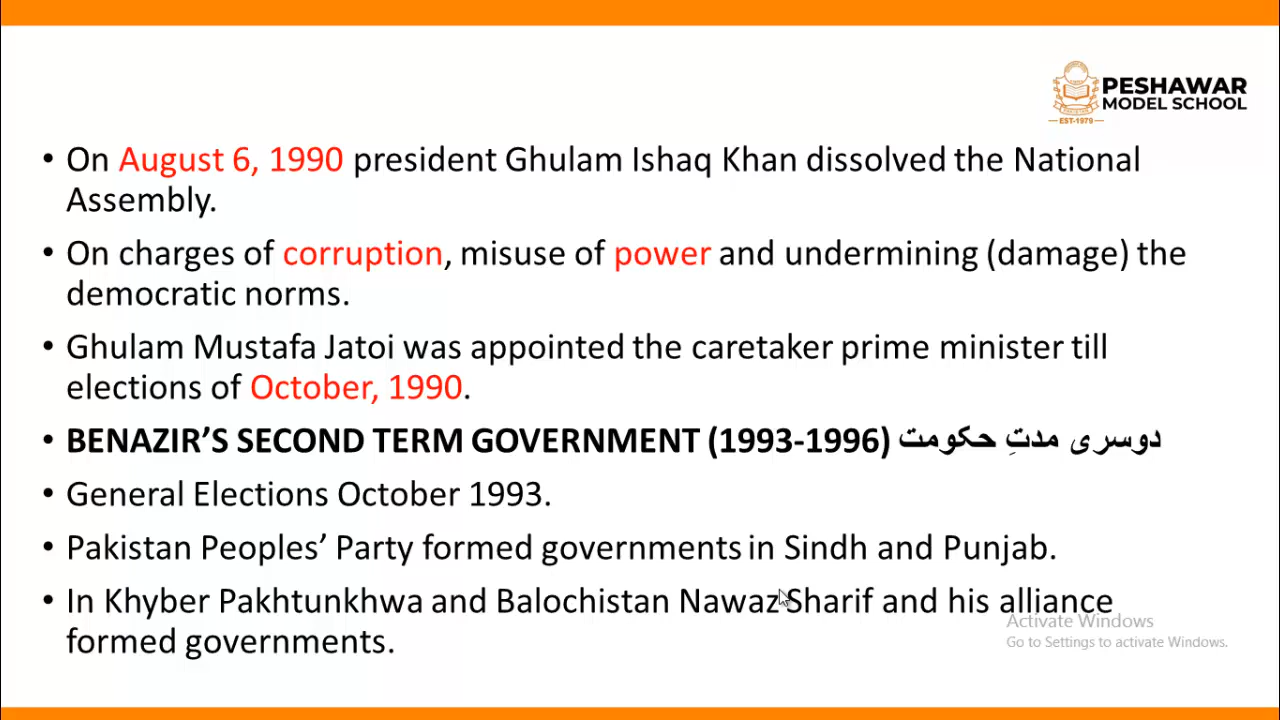 PESHAWAR
MODEL SCHOOL
EST-1979
• On August 6, 1990 president Ghulam Ishaq Khan dissolved the National
Assembly.
• On charges of corruption, misuse of power and undermining (damage) the
democratic norms.
• Ghulam Mustafa Jatoi was appointed the caretaker prime minister till
elections of October, 1990.
• BENAZIR’S SECOND TERM GOVERNMENT (1993-1996) دوسری مدتِ حکومت
• General Elections October 1993.
• Pakistan Peoples’ Party formed governments in Sindh and Punjab.
• In Khyber Pakhtunkhwa and Balochistan Nawaz Sharif and his alliance
formed governments.
Activate Windows
Go to Settings to activate Windows.